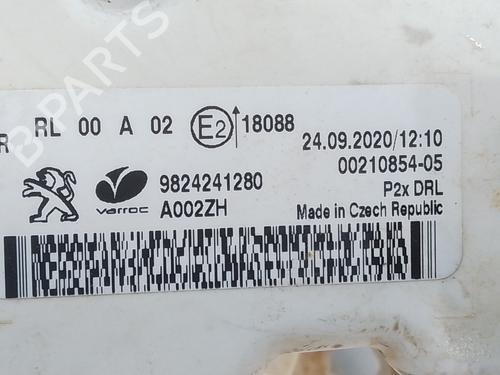 R RL 00 A 02 E2 18088
24.09.2020/12:10
9824241280 00210854-05
varroc A002ZH P2x DRL
Made in Czech Republic
B-PARTS